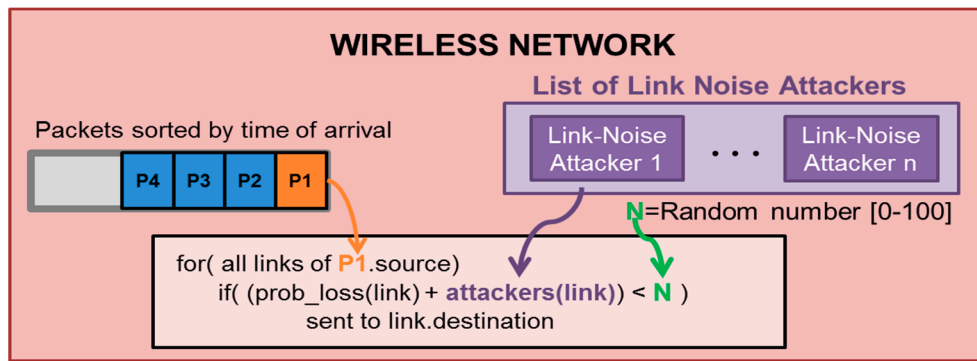 WIRELESS NETWORK
List of Link Noise Attackers
Packets sorted by time of arrival
Link-Noise
Attacker 1
. . .
Link-Noise
Attacker n
P4 P3 P2 P1
N=Random number [0-100]
for( all links of P1.source)
if( (prob_loss(link) + attackers(link)) < N )
sent to link.destination